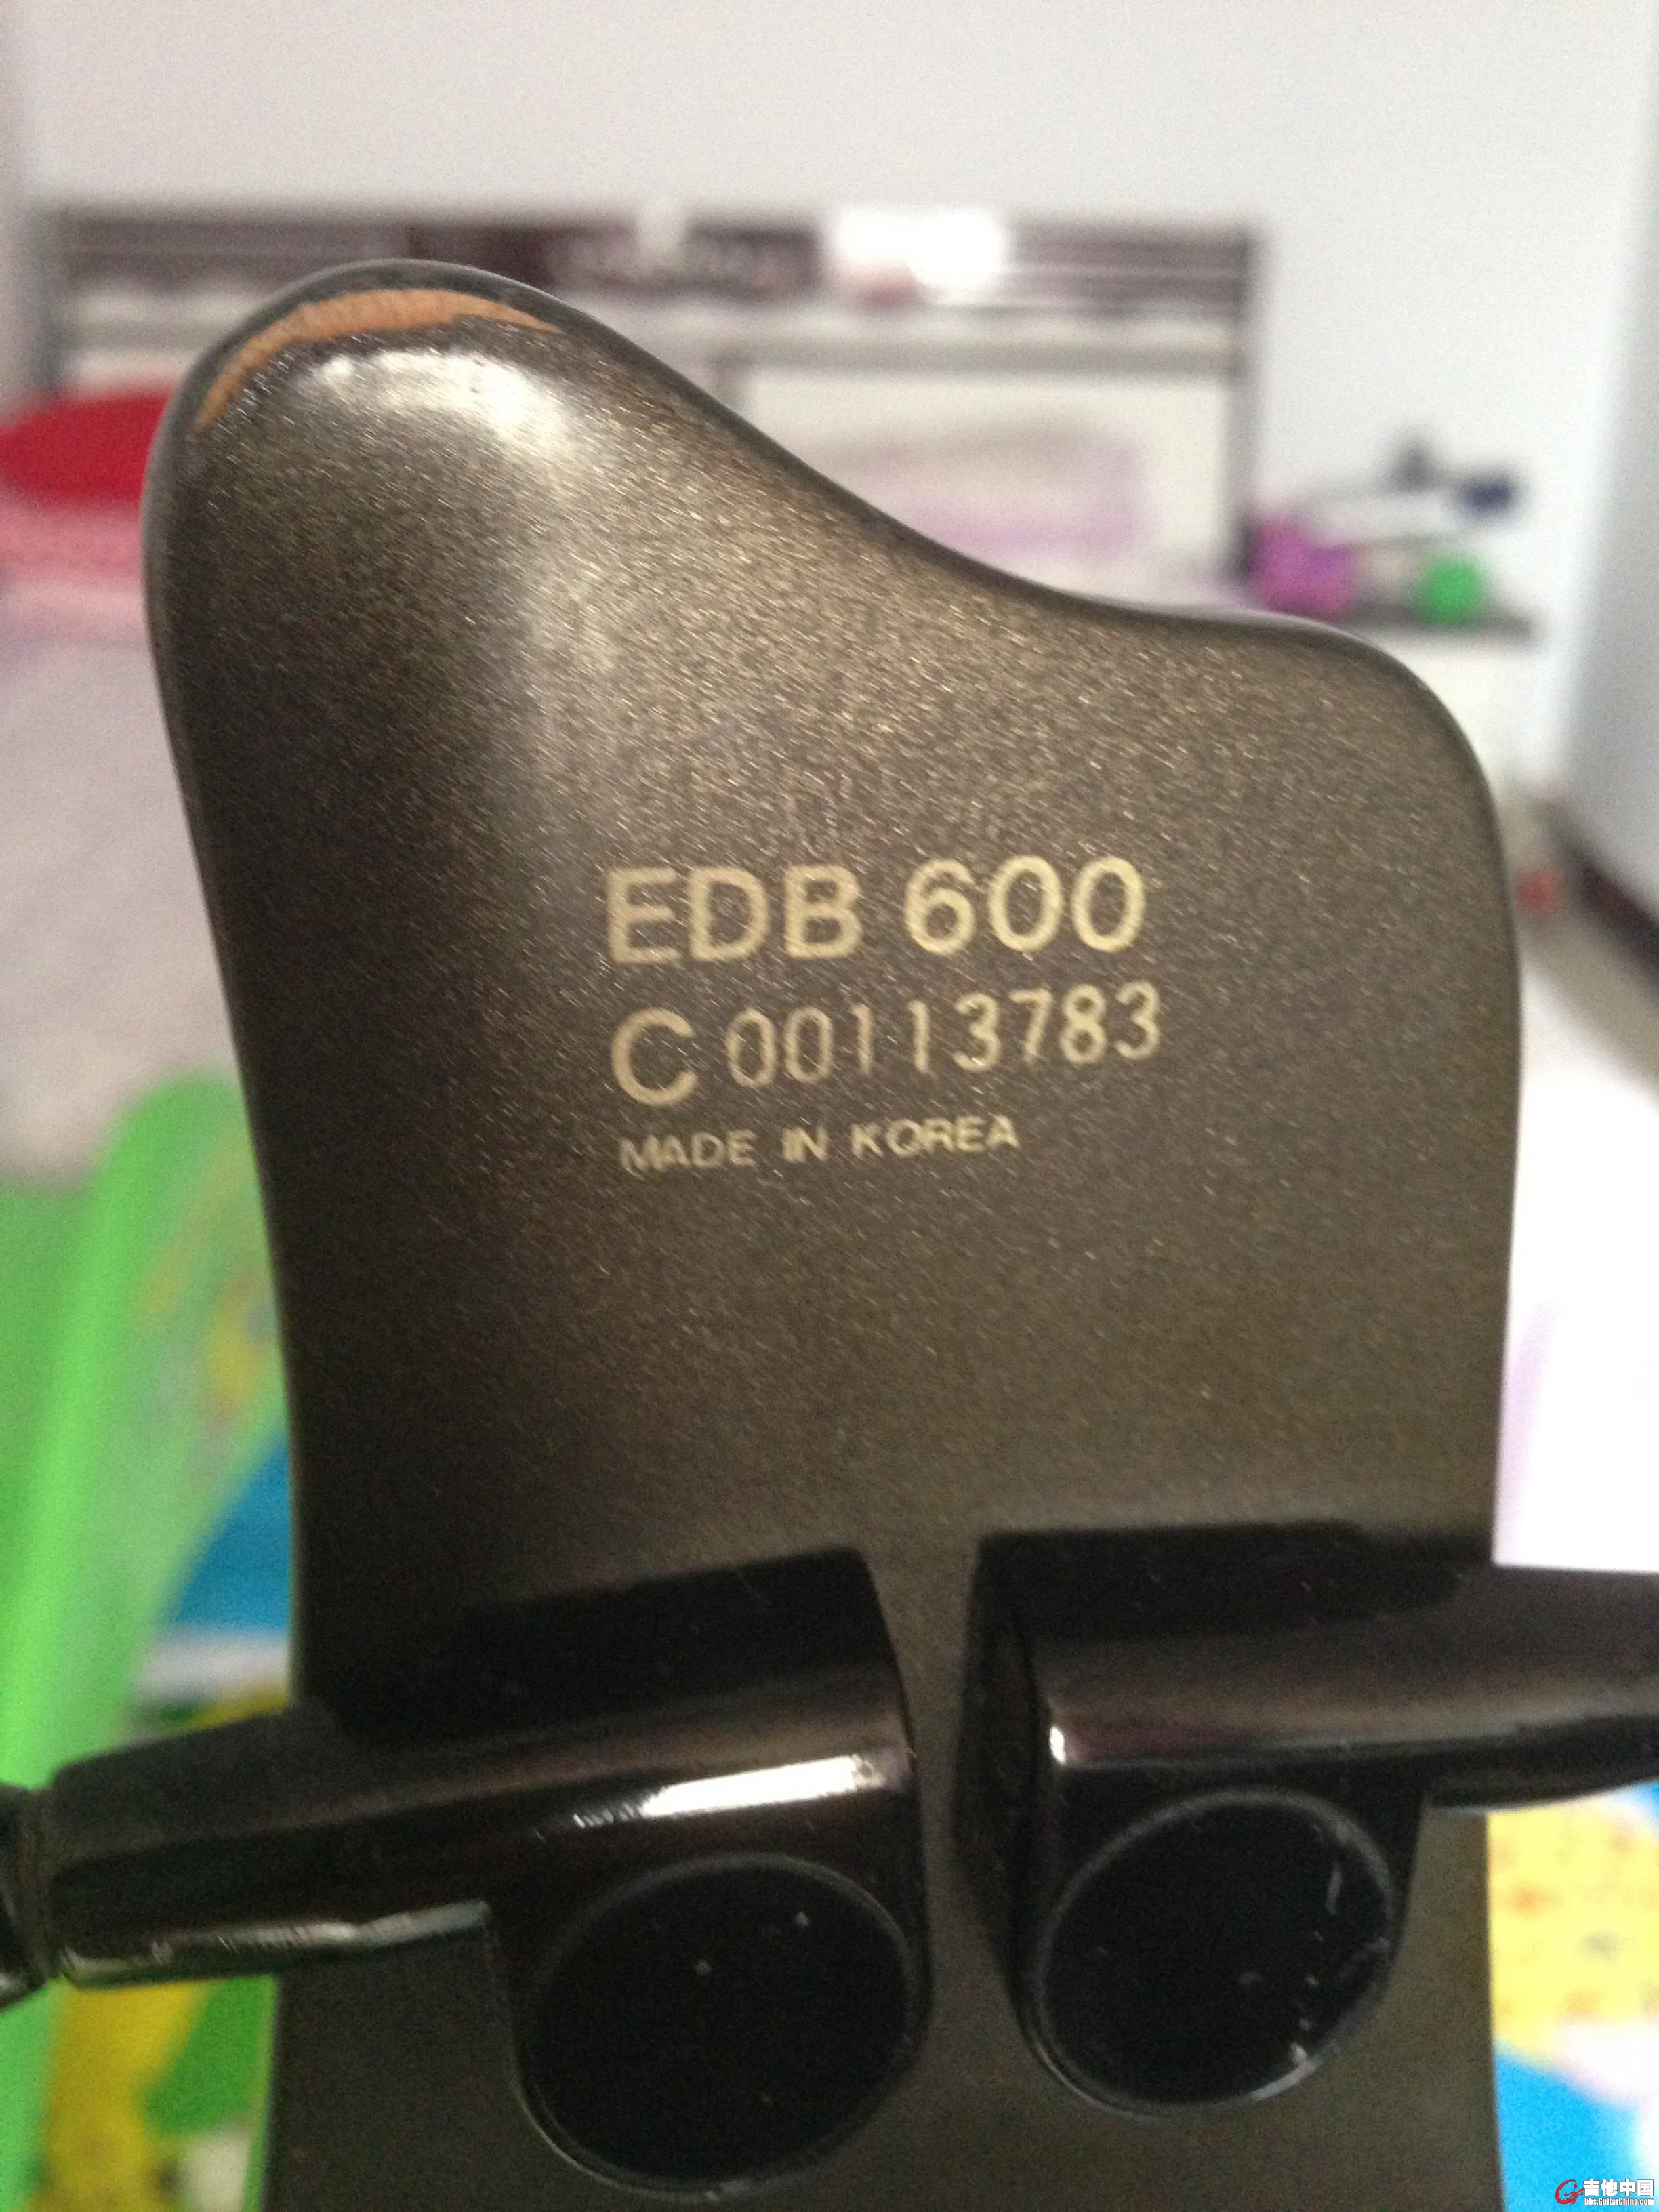 EDB 600
C 00113783
MADE IN KOREA
吉他中国
bbs.GuitarChina.com